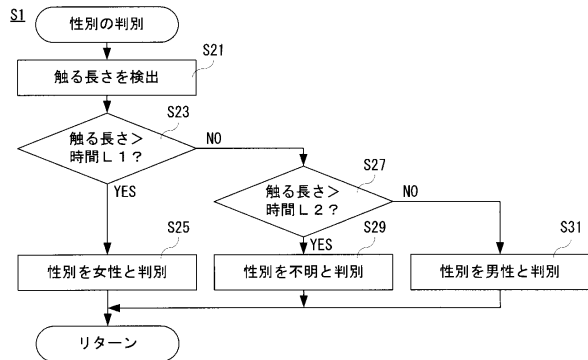 S1
性別の判別
S21
触る長さを検出
S23
触る長さ＞
時間Ｌ１？
NO
YES
S27
触る長さ＞
時間Ｌ２？
NO
YES
S25
性別を女性と判別
S29
性別を不明と判別
S31
性別を男性と判別
リターン